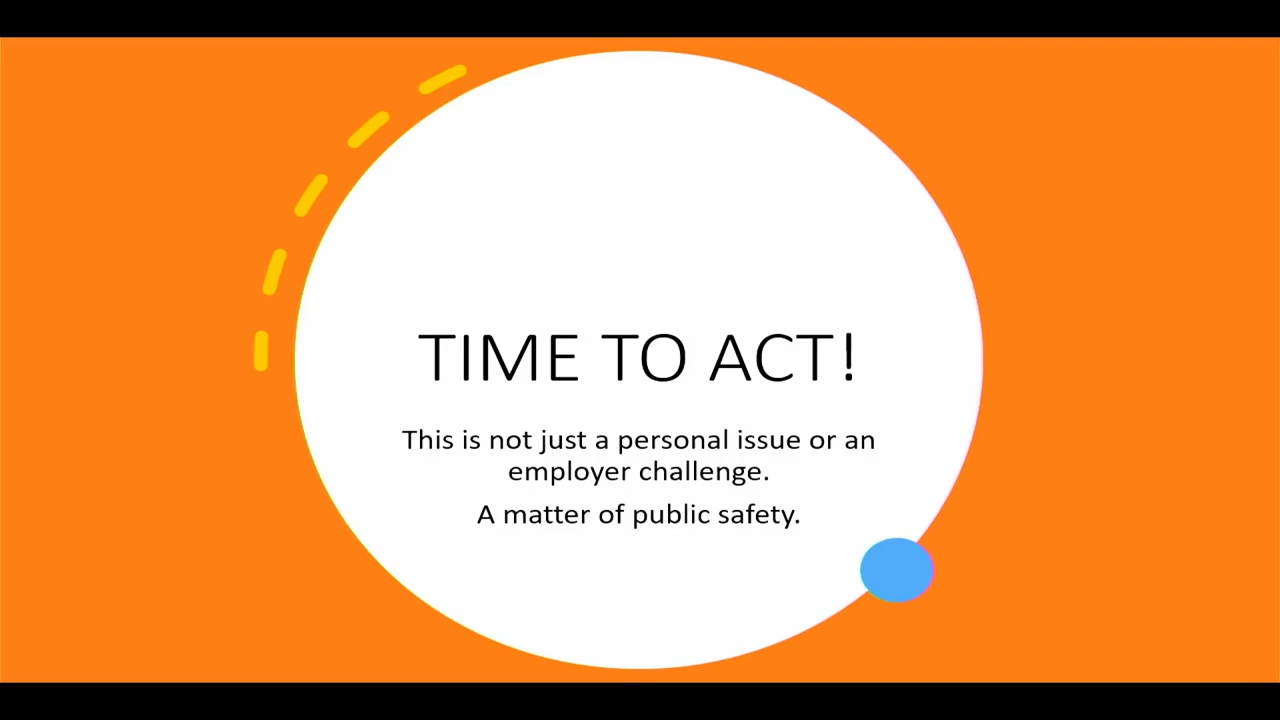 TIME TO ACT!
This is not just a personal issue or an
employer challenge.
A matter of public safety.